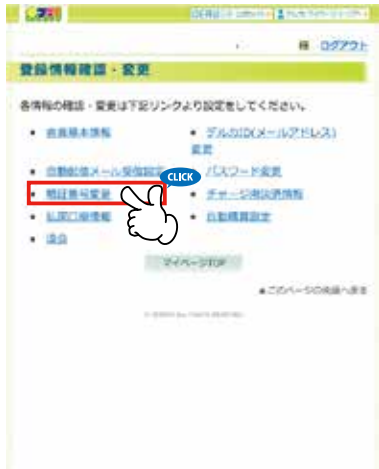 様 ログアウト
登録情報確認・変更
各情報の確認・変更は下記リンクより設定をしてください。
会員基本情報
デルカID(メールアドレス)
変更
自動配信メール受信設定
パスワード変更
CLICK
暗証番号変更
チャージ用決済情報
払戻口座情報
自動購買設定
退会
マイページTOP
▲このページの先頭へ戻る